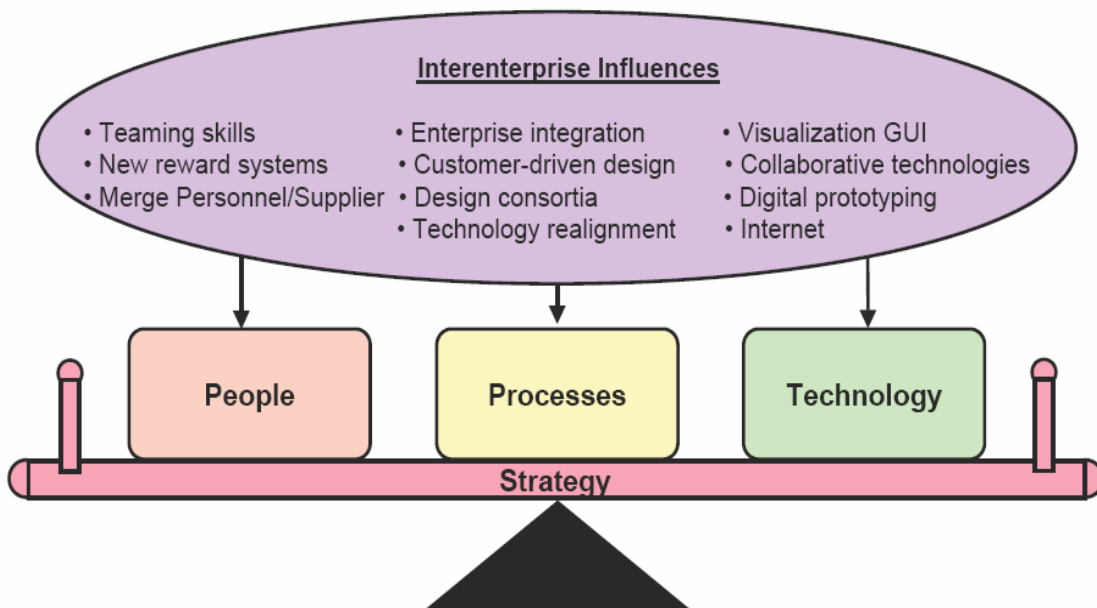 Interenterprise Influences
• Teaming skills
• New reward systems
• Merge Personnel/Supplier
• Enterprise integration
• Customer-driven design
• Design consortia
• Technology realignment
• Visualization GUI
• Collaborative technologies
• Digital prototyping
• Internet
People
Processes
Technology
Strategy